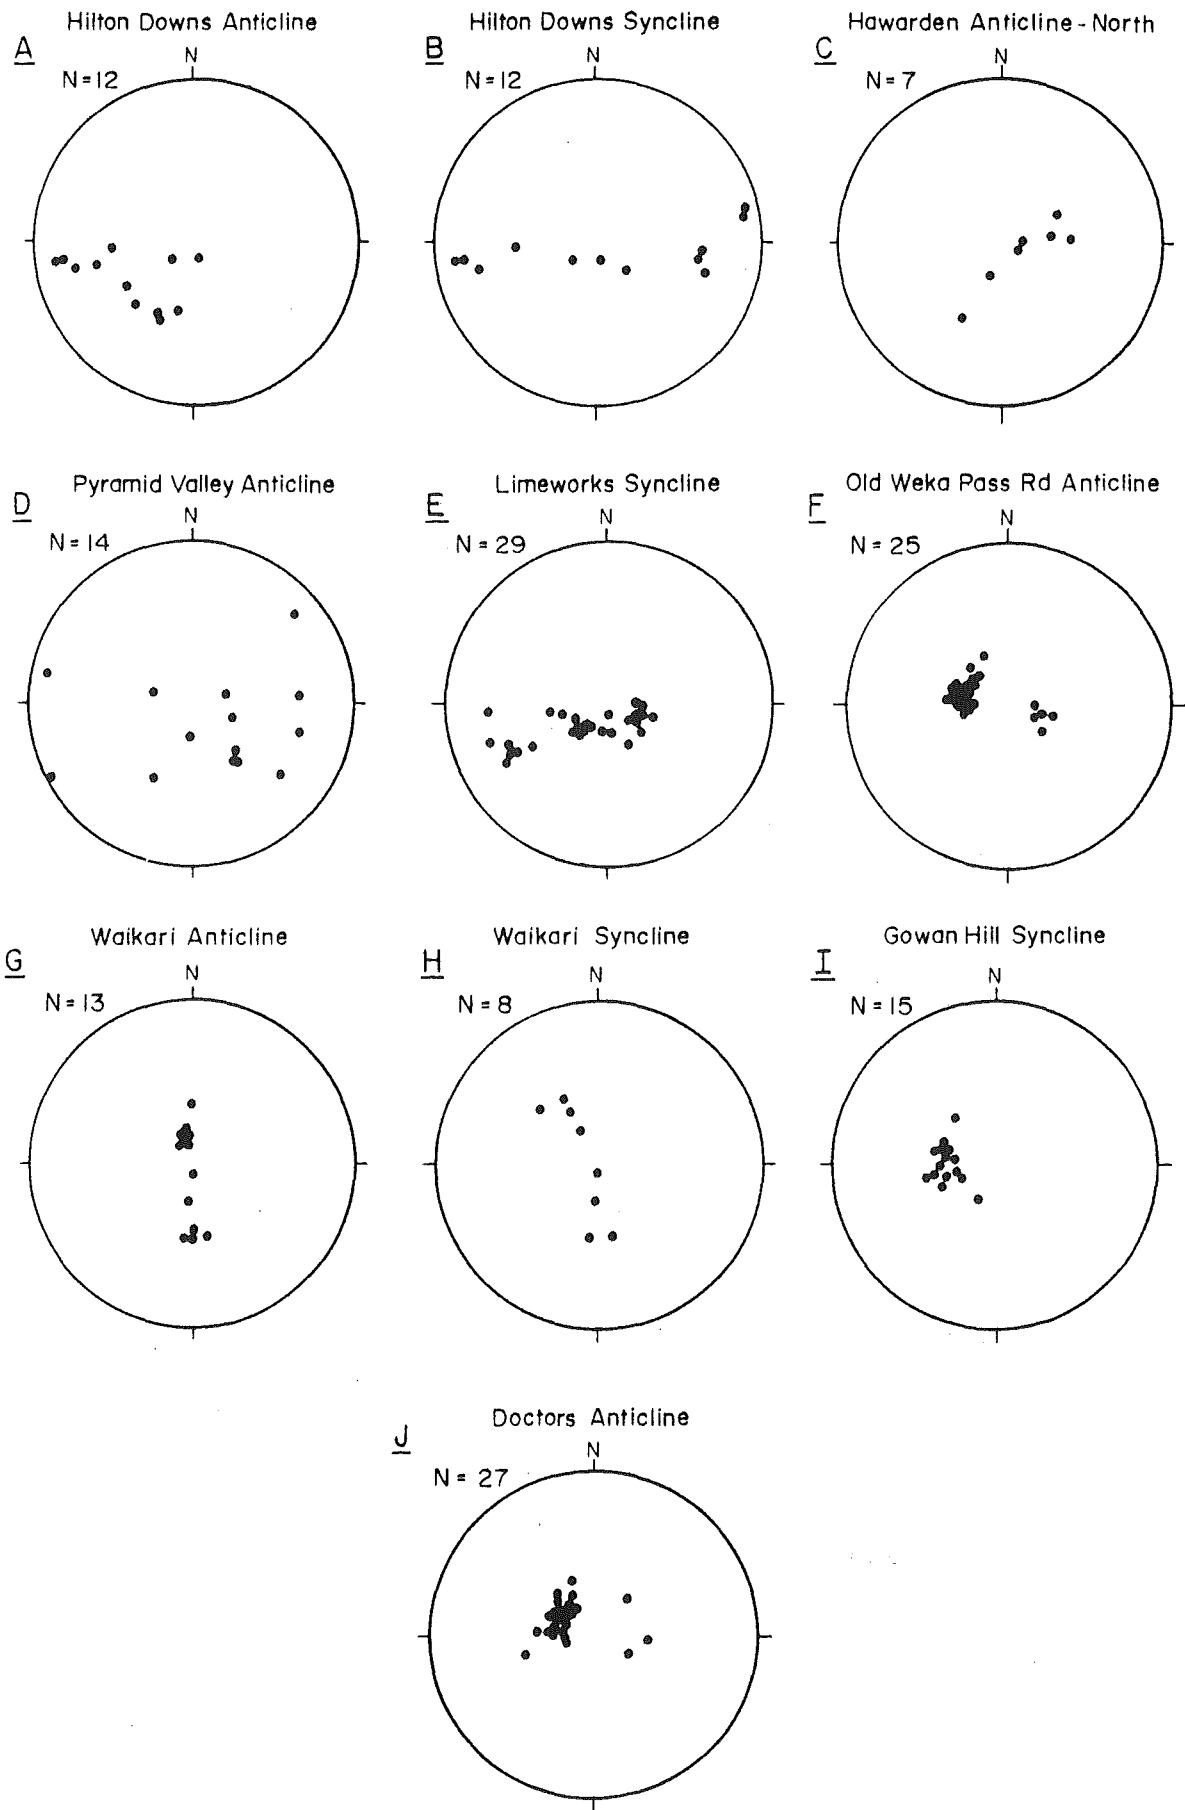 Hilton Downs Anticline
A
N
N=12
Hilton Downs Syncline
B
N
N=12
Hawarden Anticline-North
C
N
N=7
Pyramid Valley Anticline
D
N
N=14
Limeworks Syncline
E
N
N=29
Old Weka Pass Rd Anticline
F
N
N=25
Waikari Anticline
G
N
N=13
Waikari Syncline
H
N
N=8
Gowan Hill Syncline
I
N
N=15
Doctors Anticline
J
N
N=27